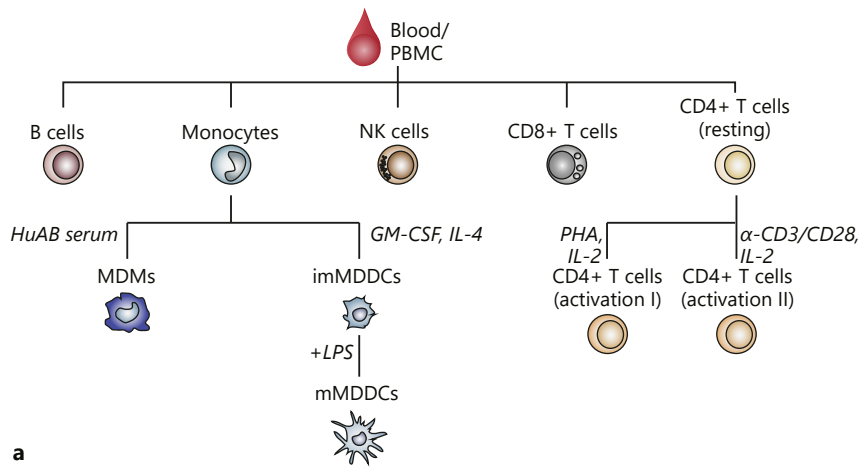 Blood/
PBMC
B cells
Monocytes
NK cells
CD8+ T cells
CD4+ T cells
(resting)
HuAB serum
GM-CSF, IL-4
PHA,
IL-2
α-CD3/CD28,
IL-2
MDMs
imMDDCs
CD4+ T cells
(activation I)
CD4+ T cells
(activation II)
+LPS
mMDDCs
a